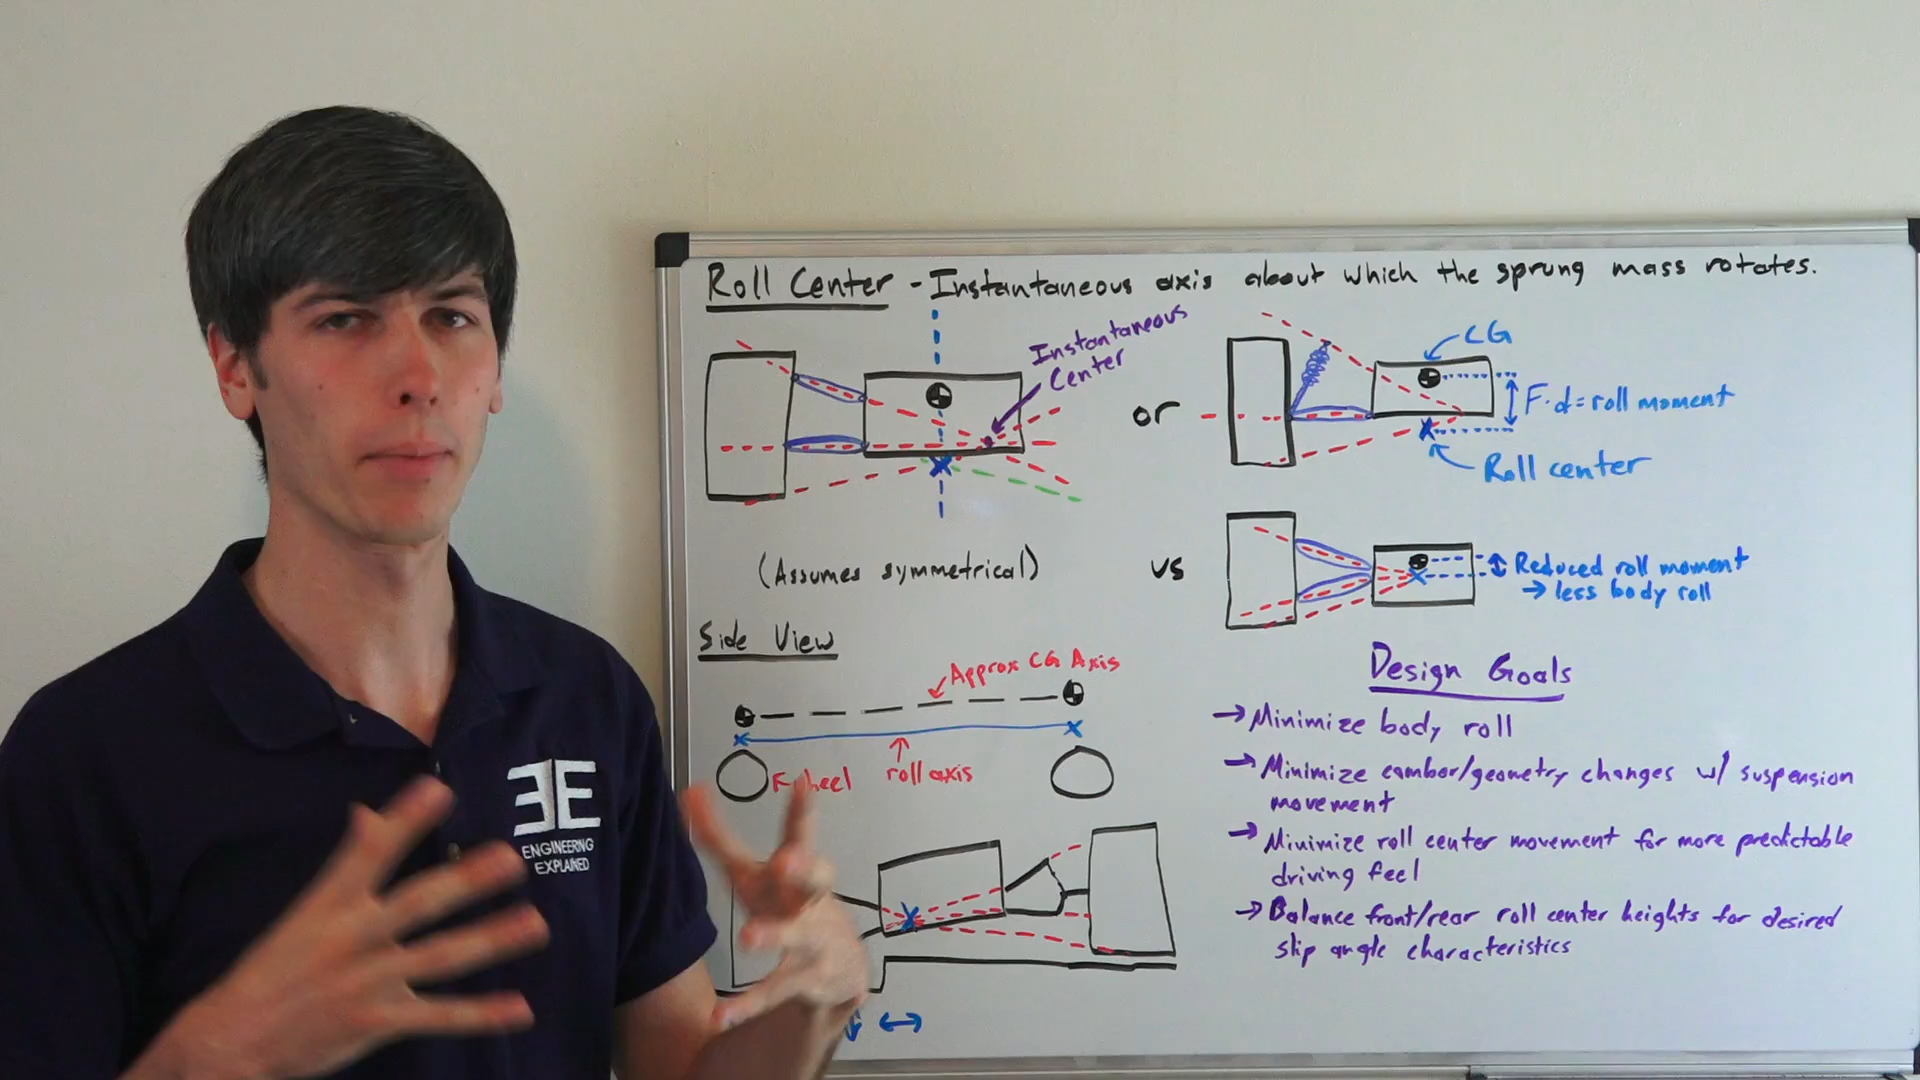 Roll Center - Instantaneous axis about which the sprung mass rotates.
Instantaneous
Center
or
CG
F·d = roll moment
Roll center
(Assumes symmetrical)
vs
Reduced roll moment
→ less body roll
Side View
Approx CG Axis
roll axis
Design Goals
→ Minimize body roll
→ Minimize camber/geometry changes w/ suspension
movement
→ Minimize roll center movement for more predictable
driving feel
→ Balance front/rear roll center heights for desired
slip angle characteristics
ƎE
ENGINEERING
EXPLAINED